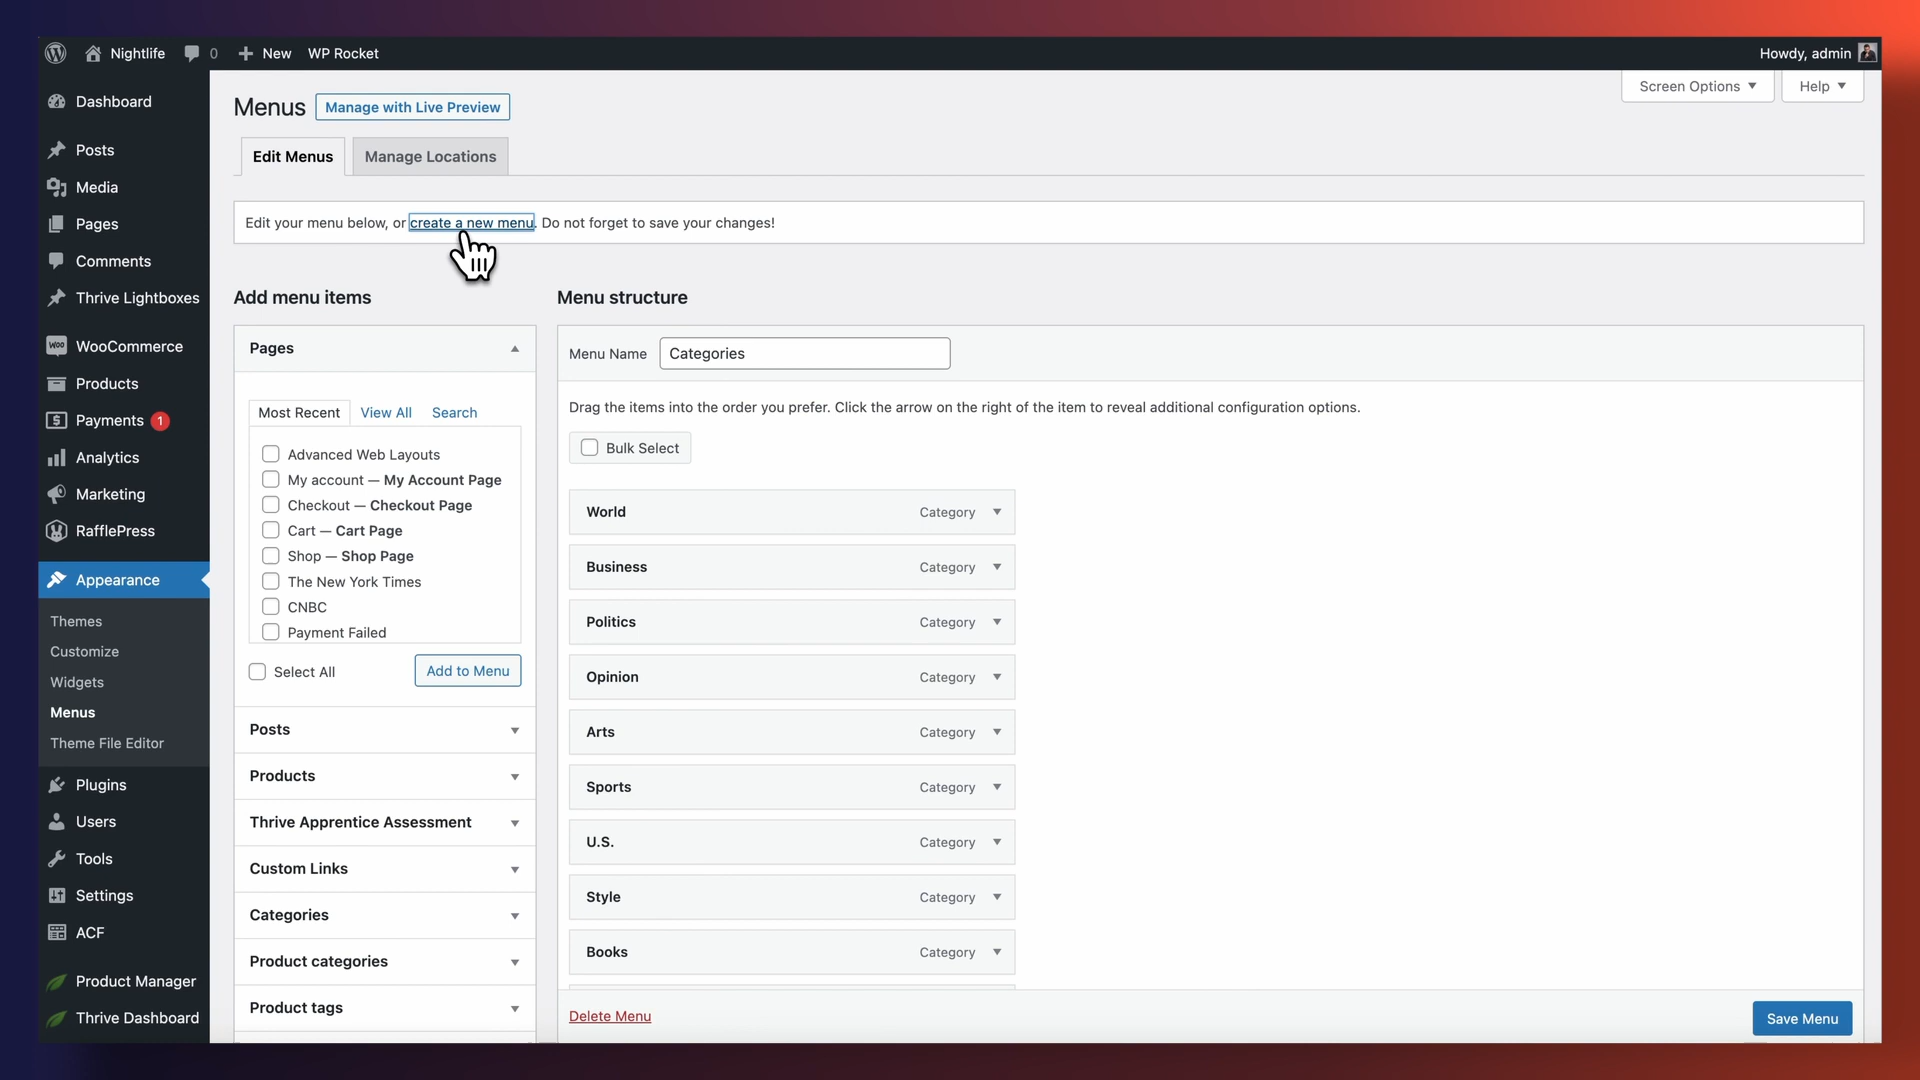 Nightlife 0 New WP Rocket Howdy, admin
Dashboard
Posts
Media
Pages
Comments
Thrive Lightboxes
WOO WooCommerce
Products
Payments 1
Analytics
Marketing
RafflePress
Appearance
Themes
Customize
Widgets
Menus
Theme File Editor
Plugins
Users
Tools
Settings
ACF
Product Manager
Thrive Dashboard
Screen Options Help
Menus Manage with Live Preview
Edit Menus Manage Locations
Edit your menu below, or create a new menu. Do not forget to save your changes!
Add menu items
Pages
Most Recent View All Search
Advanced Web Layouts
My account — My Account Page
Checkout — Checkout Page
Cart — Cart Page
Shop — Shop Page
The New York Times
CNBC
Payment Failed
Select All Add to Menu
Posts
Products
Thrive Apprentice Assessment
Custom Links
Categories
Product categories
Product tags
Menu structure
Menu Name Categories
Drag the items into the order you prefer. Click the arrow on the right of the item to reveal additional configuration options.
Bulk Select
World Category
Business Category
Politics Category
Opinion Category
Arts Category
Sports Category
U.S. Category
Style Category
Books Category
Delete Menu Save Menu